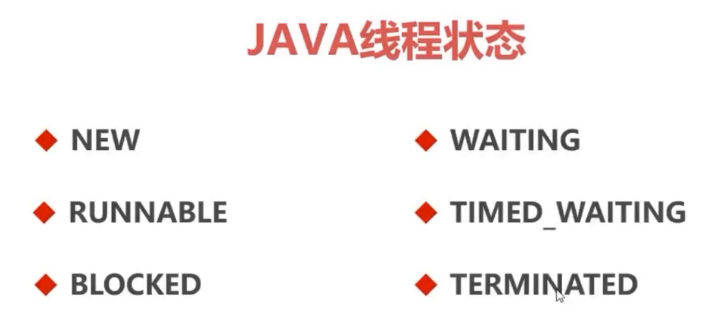 JAVA线程状态
NEW
RUNNABLE
BLOCKED
WAITING
TIMED_WAITING
TERMINATED